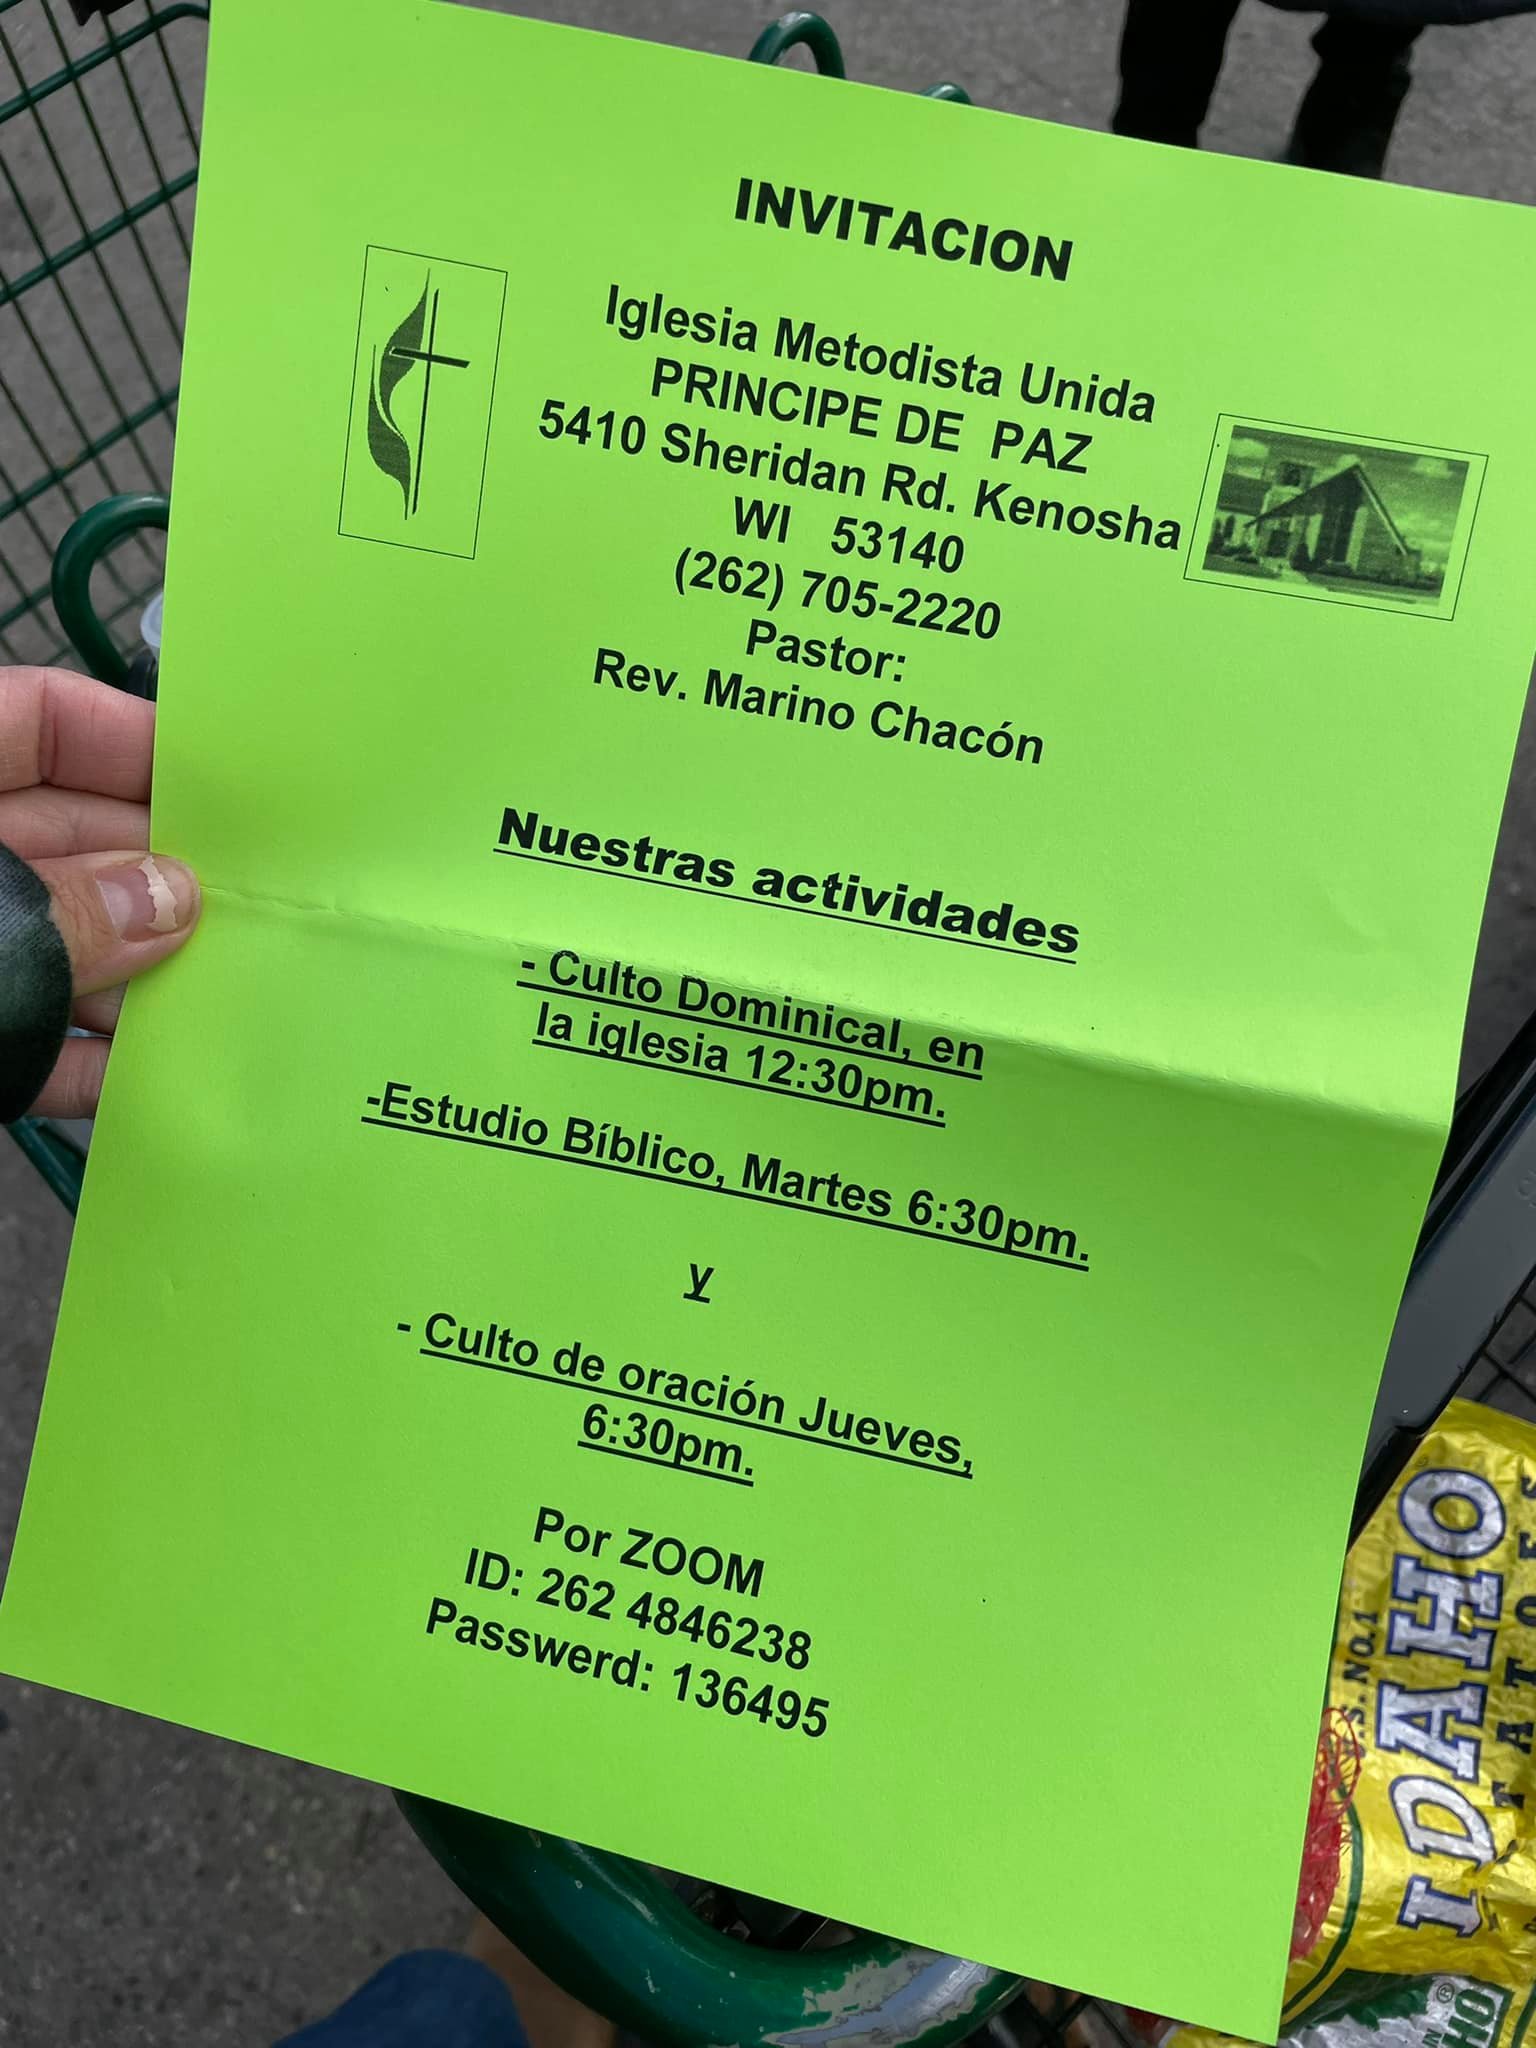 INVITACION
Iglesia Metodista Unida
PRINCIPE DE PAZ
5410 Sheridan Rd. Kenosha
WI 53140
(262) 705-2220
Pastor:
Rev. Marino Chacón
Nuestras actividades
- Culto Dominical, en
la iglesia 12:30pm.
-Estudio Bíblico, Martes 6:30pm.
y
- Culto de oración Jueves,
6:30pm.
Por ZOOM
ID: 262 4846238
Passwerd: 136495
U.S. NO.1
IDAHO